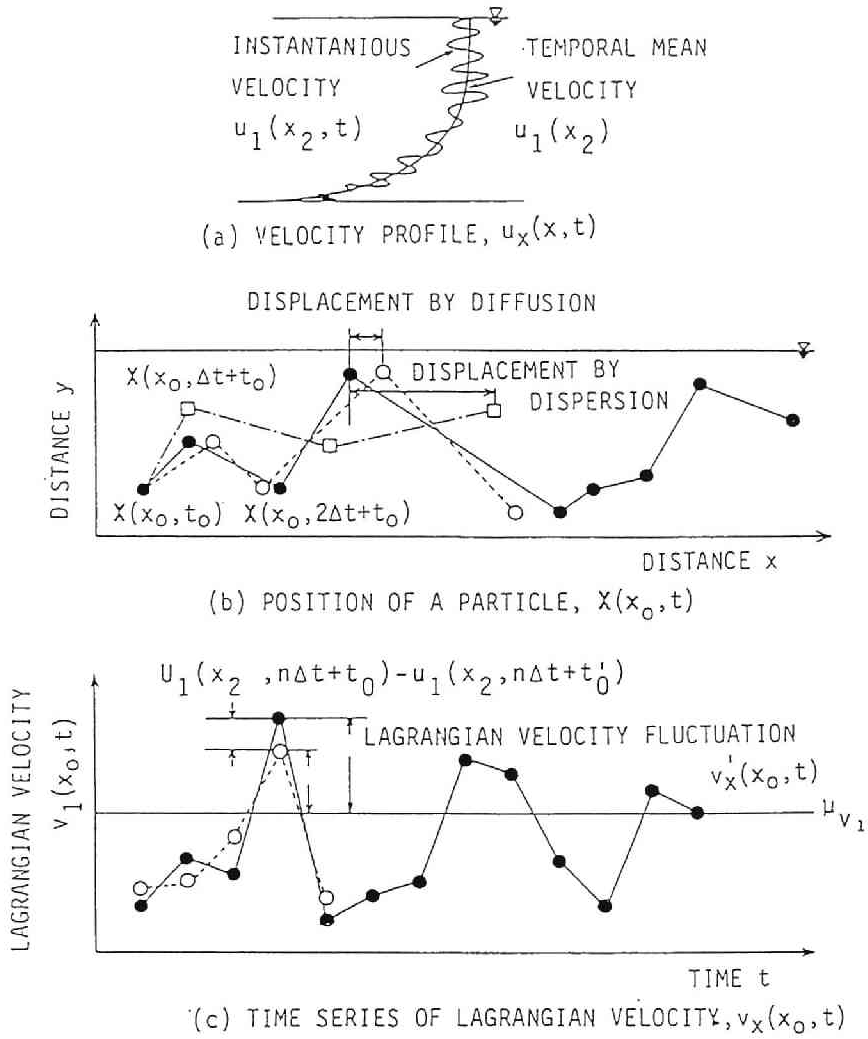 INSTANTANIOUS
VELOCITY
u1(x2,t)
TEMPORAL MEAN
VELOCITY
u1(x2)
(a) VELOCITY PROFILE, ux(x,t)
DISPLACEMENT BY DIFFUSION
X(xo,Δt+to)
DISPLACEMENT BY
DISPERSION
DISTANCE y
X(xo,to)
X(xo,2Δt+to)
DISTANCE x
(b) POSITION OF A PARTICLE, X(xo,t)
U1(x2 ,nΔt+to)-u1(x2,nΔt+t'o)
LAGRANGIAN VELOCITY FLUCTUATION
v'x(xo,t)
μv1
LAGRANGIAN VELOCITY
v1(xo,t)
TIME t
(c) TIME SERIES OF LAGRANGIAN VELOCITY,vx(xo,t)